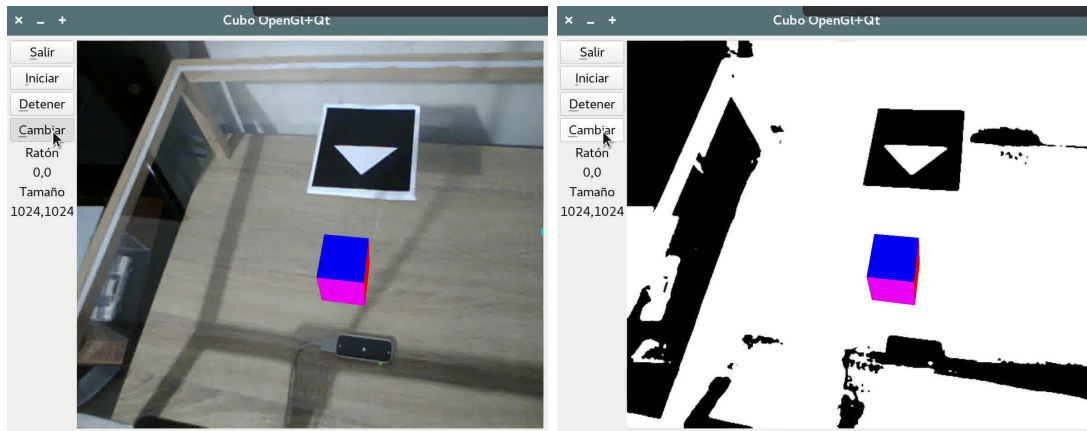 Cubo OpenGl+Qt
Salir
Iniciar
Detener
Cambiar
Ratón
0,0
Tamaño
1024,1024
Cubo OpenGl+Qt
Salir
Iniciar
Detener
Cambiar
Ratón
0,0
Tamaño
1024,1024